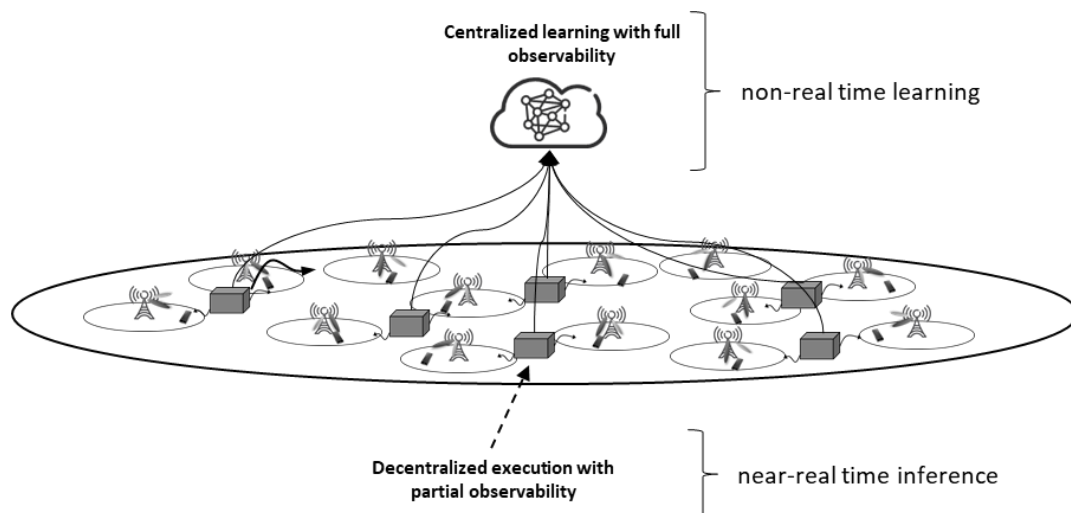 Centralized learning with full
observability
non-real time learning
Decentralized execution with
partial observability
near-real time inference